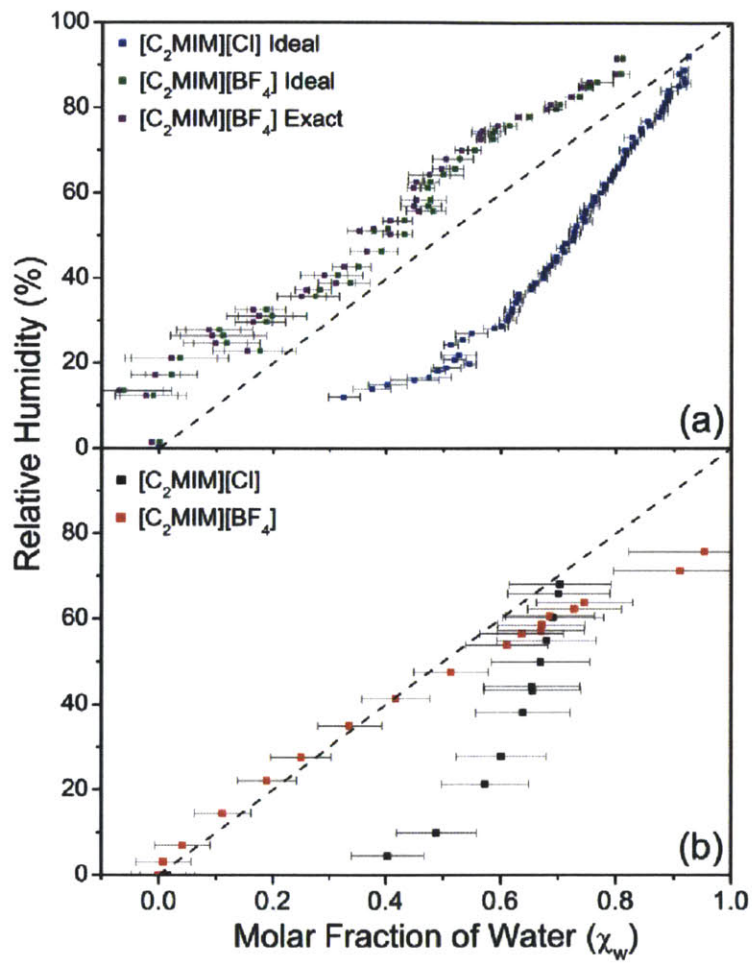 100
80
60
40
20
0
[C₂MIM][Cl] Ideal
[C₂MIM][BF₄] Ideal
[C₂MIM][BF₄] Exact
(a)
Relative Humidity (%)
80
60
40
20
0
[C₂MIM][Cl]
[C₂MIM][BF₄]
(b)
0.0 0.2 0.4 0.6 0.8 1.0
Molar Fraction of Water (χw)